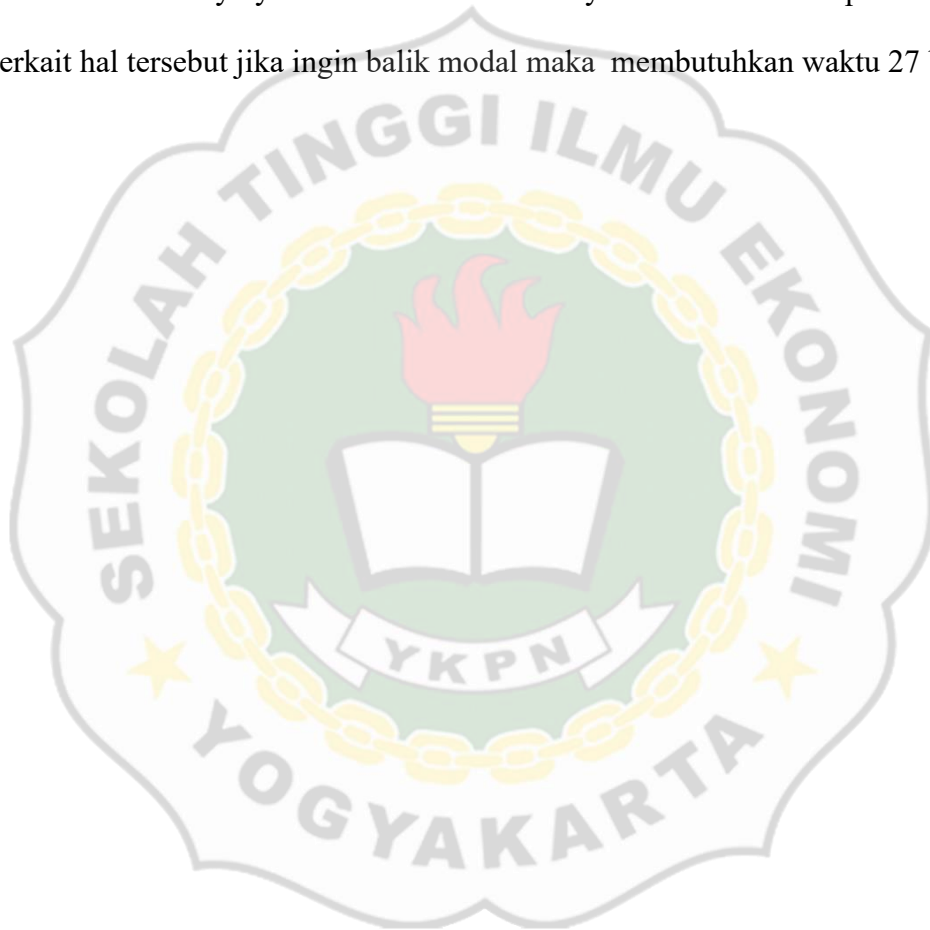 erkait hal tersebut jika ingin balik modal maka membutuhkan waktu 27
SEKOLAH TINGGI ILMU EKONOMI
YKPN
YOGYAKARTA